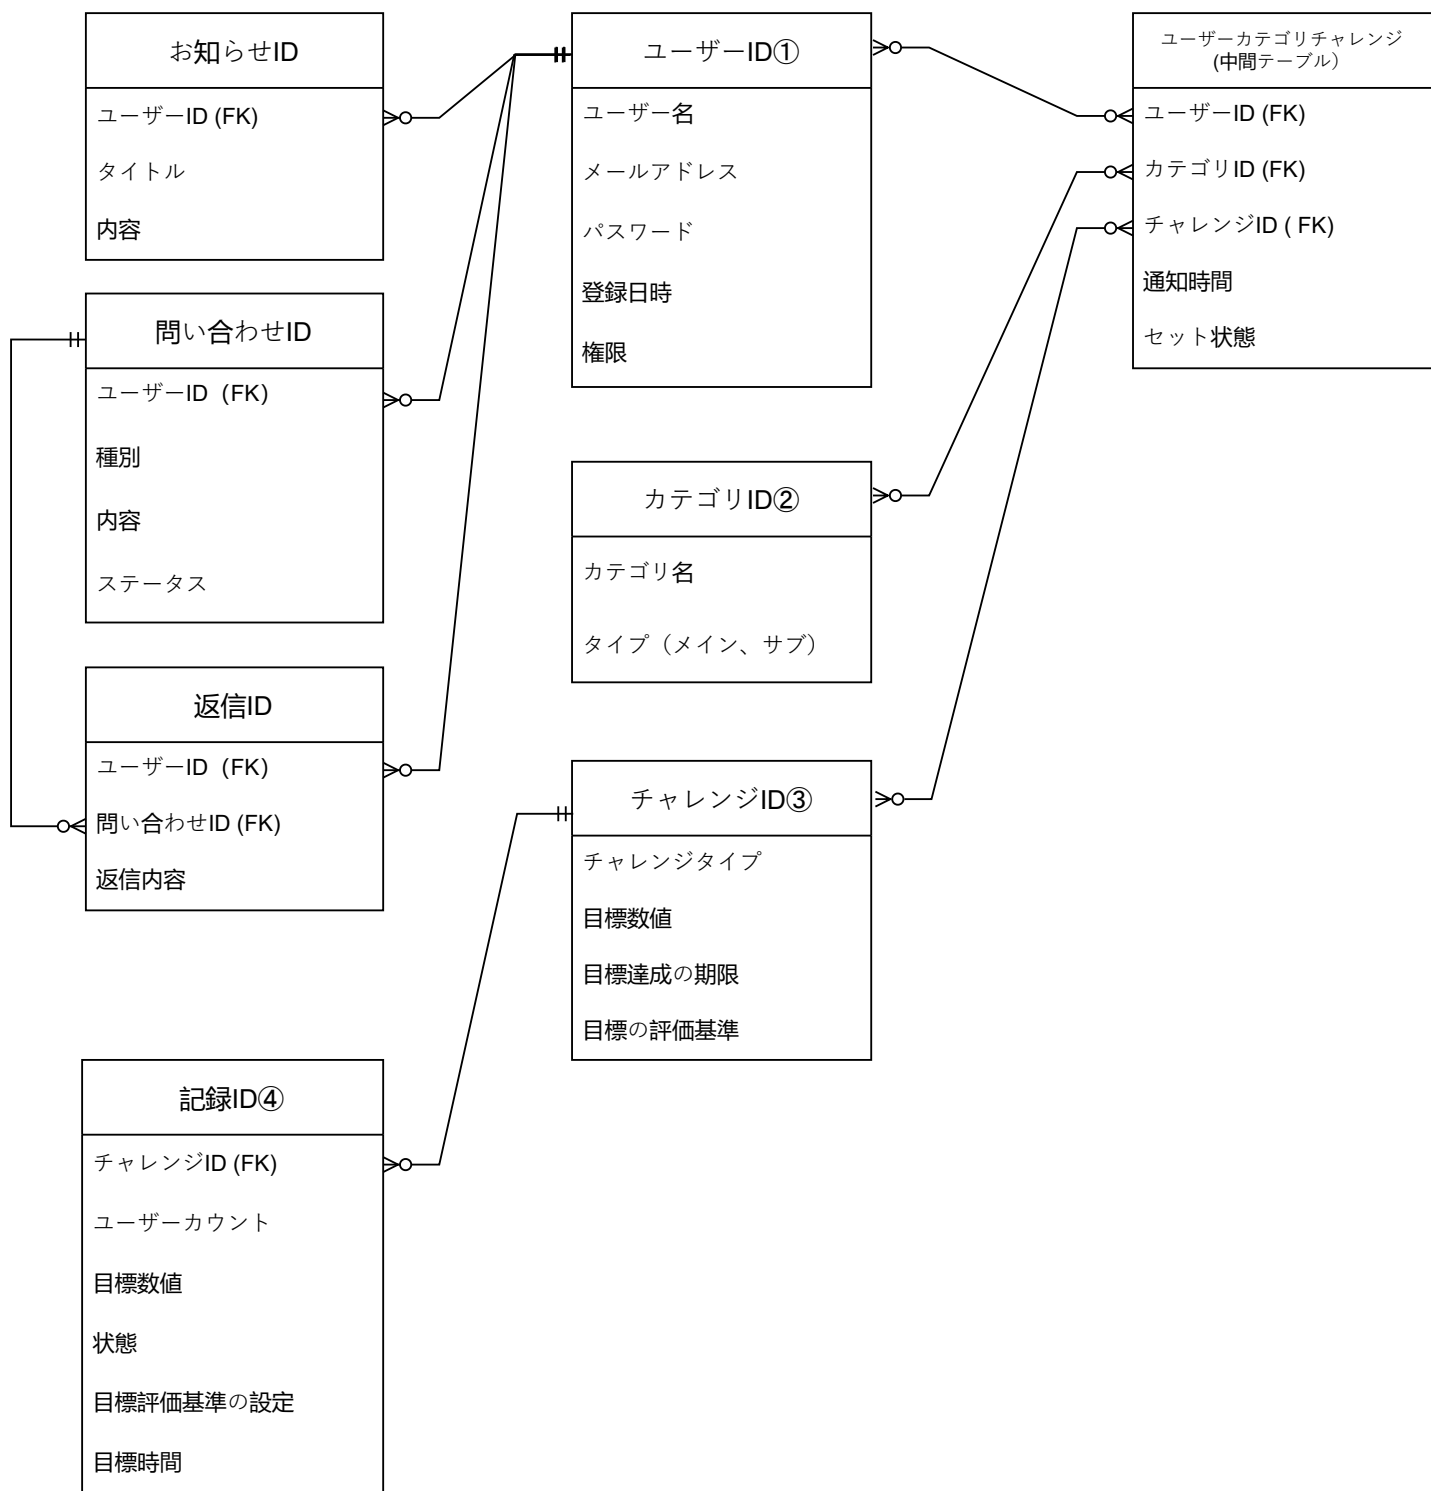 お知らせID
ユーザーID (FK)
タイトル
内容
問い合わせID
ユーザーID (FK)
種別
内容
ステータス
返信ID
ユーザーID (FK)
問い合わせID (FK)
返信内容
記録ID④
チャレンジID (FK)
ユーザーカウント
目標数値
状態
目標評価基準の設定
目標時間
ユーザーID①
ユーザー名
メールアドレス
パスワード
登録日時
権限
カテゴリID②
カテゴリ名
タイプ（メイン、サブ）
チャレンジID③
チャレンジタイプ
目標数値
目標達成の期限
目標の評価基準
ユーザーカテゴリチャレンジ
(中間テーブル）
ユーザーID (FK)
カテゴリID (FK)
チャレンジID ( FK)
通知時間
セット状態